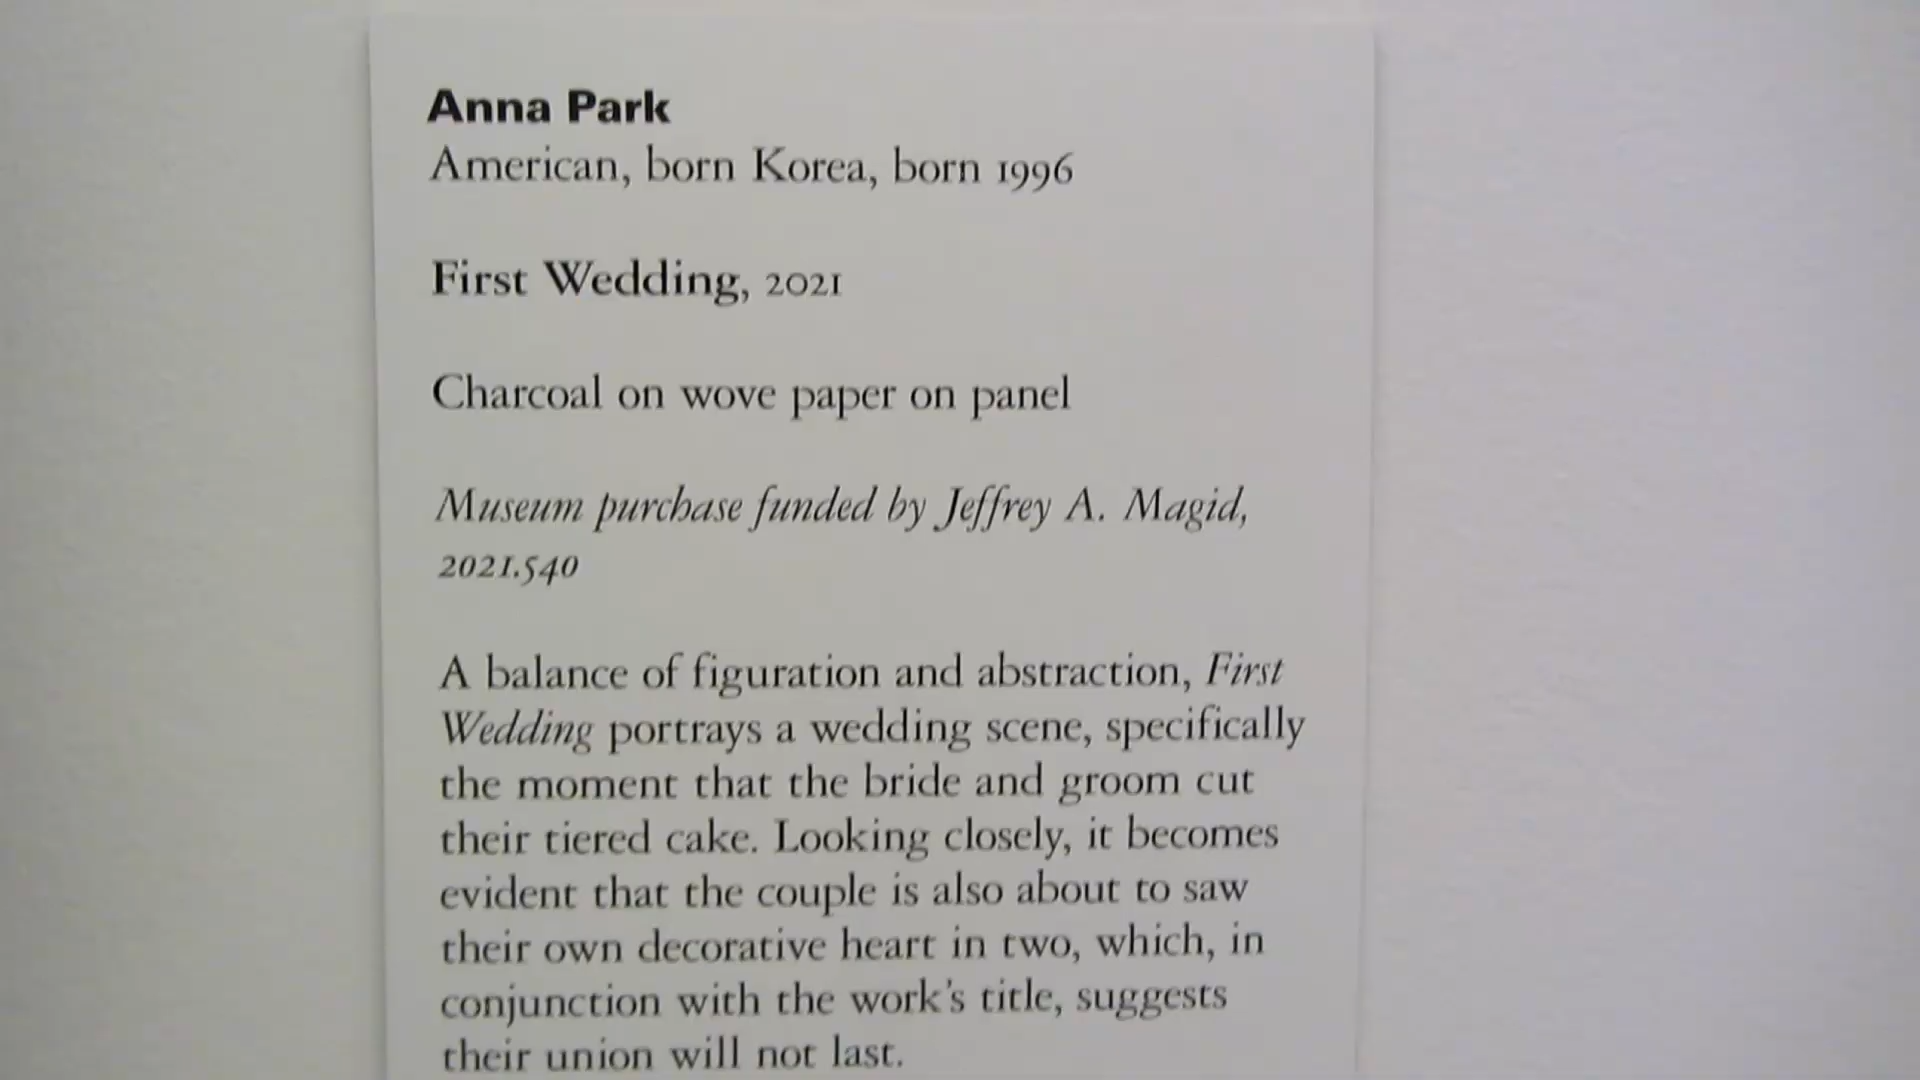 Anna Park
American, born Korea, born 1996
First Wedding, 2021
Charcoal on wove paper on panel
Museum purchase funded by Jeffrey A. Magid,
2021.540
A balance of figuration and abstraction, First
Wedding portrays a wedding scene, specifically
the moment that the bride and groom cut
their tiered cake. Looking closely, it becomes
evident that the couple is also about to saw
their own decorative heart in two, which, in
conjunction with the work's title, suggests
their union will not last.